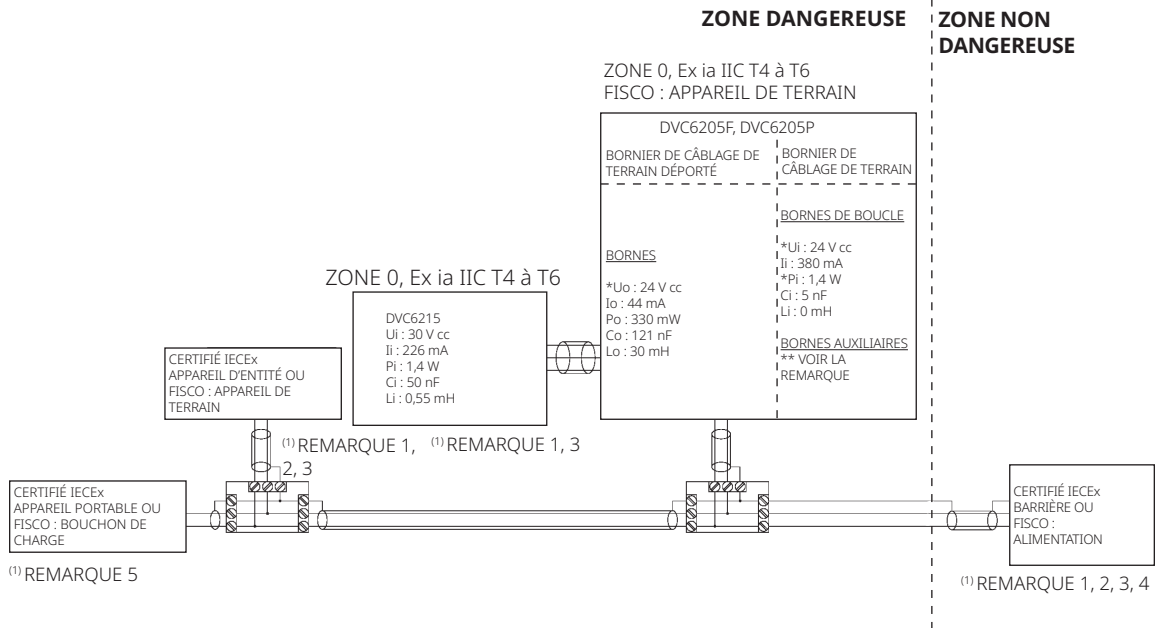 ZONE DANGEREUSE
ZONE NON
DANGEREUSE
ZONE 0, Ex ia IIC T4 à T6
FISCO : APPAREIL DE TERRAIN
DVC6205F, DVC6205P
BORNIER DE CÂBLAGE DE
TERRAIN DÉPORTÉ
BORNIER DE
CÂBLAGE DE TERRAIN
BORNES
*Uo : 24 V cc
Io : 44 mA
Po : 330 mW
Co : 121 nF
Lo : 30 mH
BORNES DE BOUCLE
*Ui : 24 V cc
Ii : 380 mA
*Pi : 1,4 W
Ci : 5 nF
Li : 0 mH
BORNES AUXILIAIRES
** VOIR LA
REMARQUE
ZONE 0, Ex ia IIC T4 à T6
DVC6215
Ui : 30 V cc
Ii : 226 mA
Pi : 1,4 W
Ci : 50 nF
Li : 0,55 mH
CERTIFIÉ IECEx
APPAREIL D'ENTITÉ OU
FISCO : APPAREIL DE
TERRAIN
(1) REMARQUE 1,
2, 3
(1) REMARQUE 1, 3
CERTIFIÉ IECEx
APPAREIL PORTABLE OU
FISCO : BOUCHON DE
CHARGE
(1) REMARQUE 5
CERTIFIÉ IECEx
BARRIÈRE OU
FISCO :
ALIMENTATION
(1) REMARQUE 1, 2, 3, 4